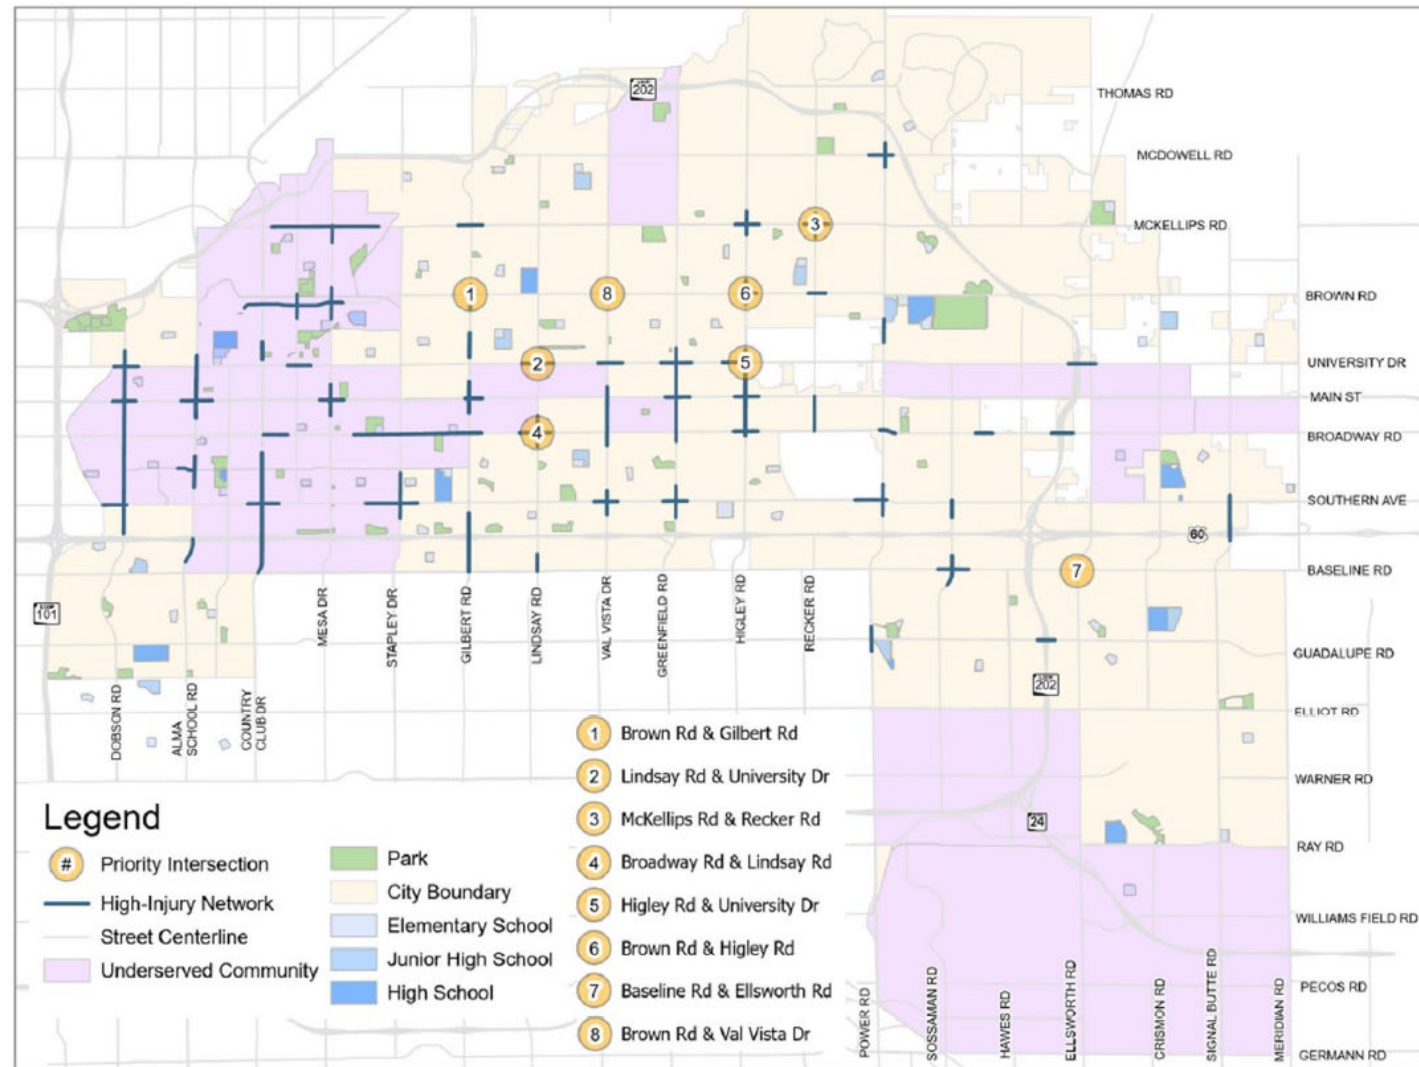 LOOP
202
THOMAS RD
MCDOWELL RD
MCKELLIPS RD
3
1
8
6
BROWN RD
2
5
UNIVERSITY DR
MAIN ST
4
BROADWAY RD
SOUTHERN AVE
60
7
BASELINE RD
LOOP
101
MESA DR
STAPLEY DR
GILBERT RD
LINDSAY RD
VAL VISTA DR
GREENFIELD RD
HIGLEY RD
RECKER RD
GUADALUPE RD
LOOP
202
DOBSON RD
ALMA
SCHOOL RD
COUNTRY
CLUB DR
ELLIOT RD
WARNER RD
24
RAY RD
WILLIAMS FIELD RD
PECOS RD
GERMANN RD
POWER RD
SOSSAMAN RD
HAWES RD
ELLSWORTH RD
CRISMON RD
SIGNAL BUTTE RD
MERIDIAN RD
Legend
# Priority Intersection
High-Injury Network
Street Centerline
Underserved Community
Park
City Boundary
Elementary School
Junior High School
High School
1 Brown Rd & Gilbert Rd
2 Lindsay Rd & University Dr
3 McKellips Rd & Recker Rd
4 Broadway Rd & Lindsay Rd
5 Higley Rd & University Dr
6 Brown Rd & Higley Rd
7 Baseline Rd & Ellsworth Rd
8 Brown Rd & Val Vista Dr